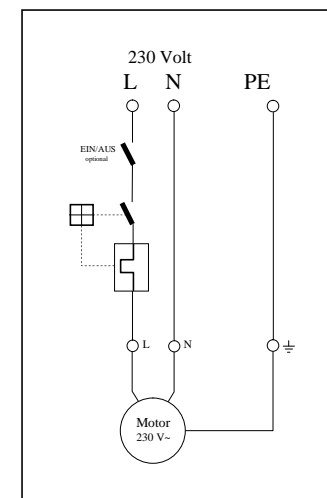 230 Volt
L N PE
EIN/AUS
optional
L N
Motor
230 V~